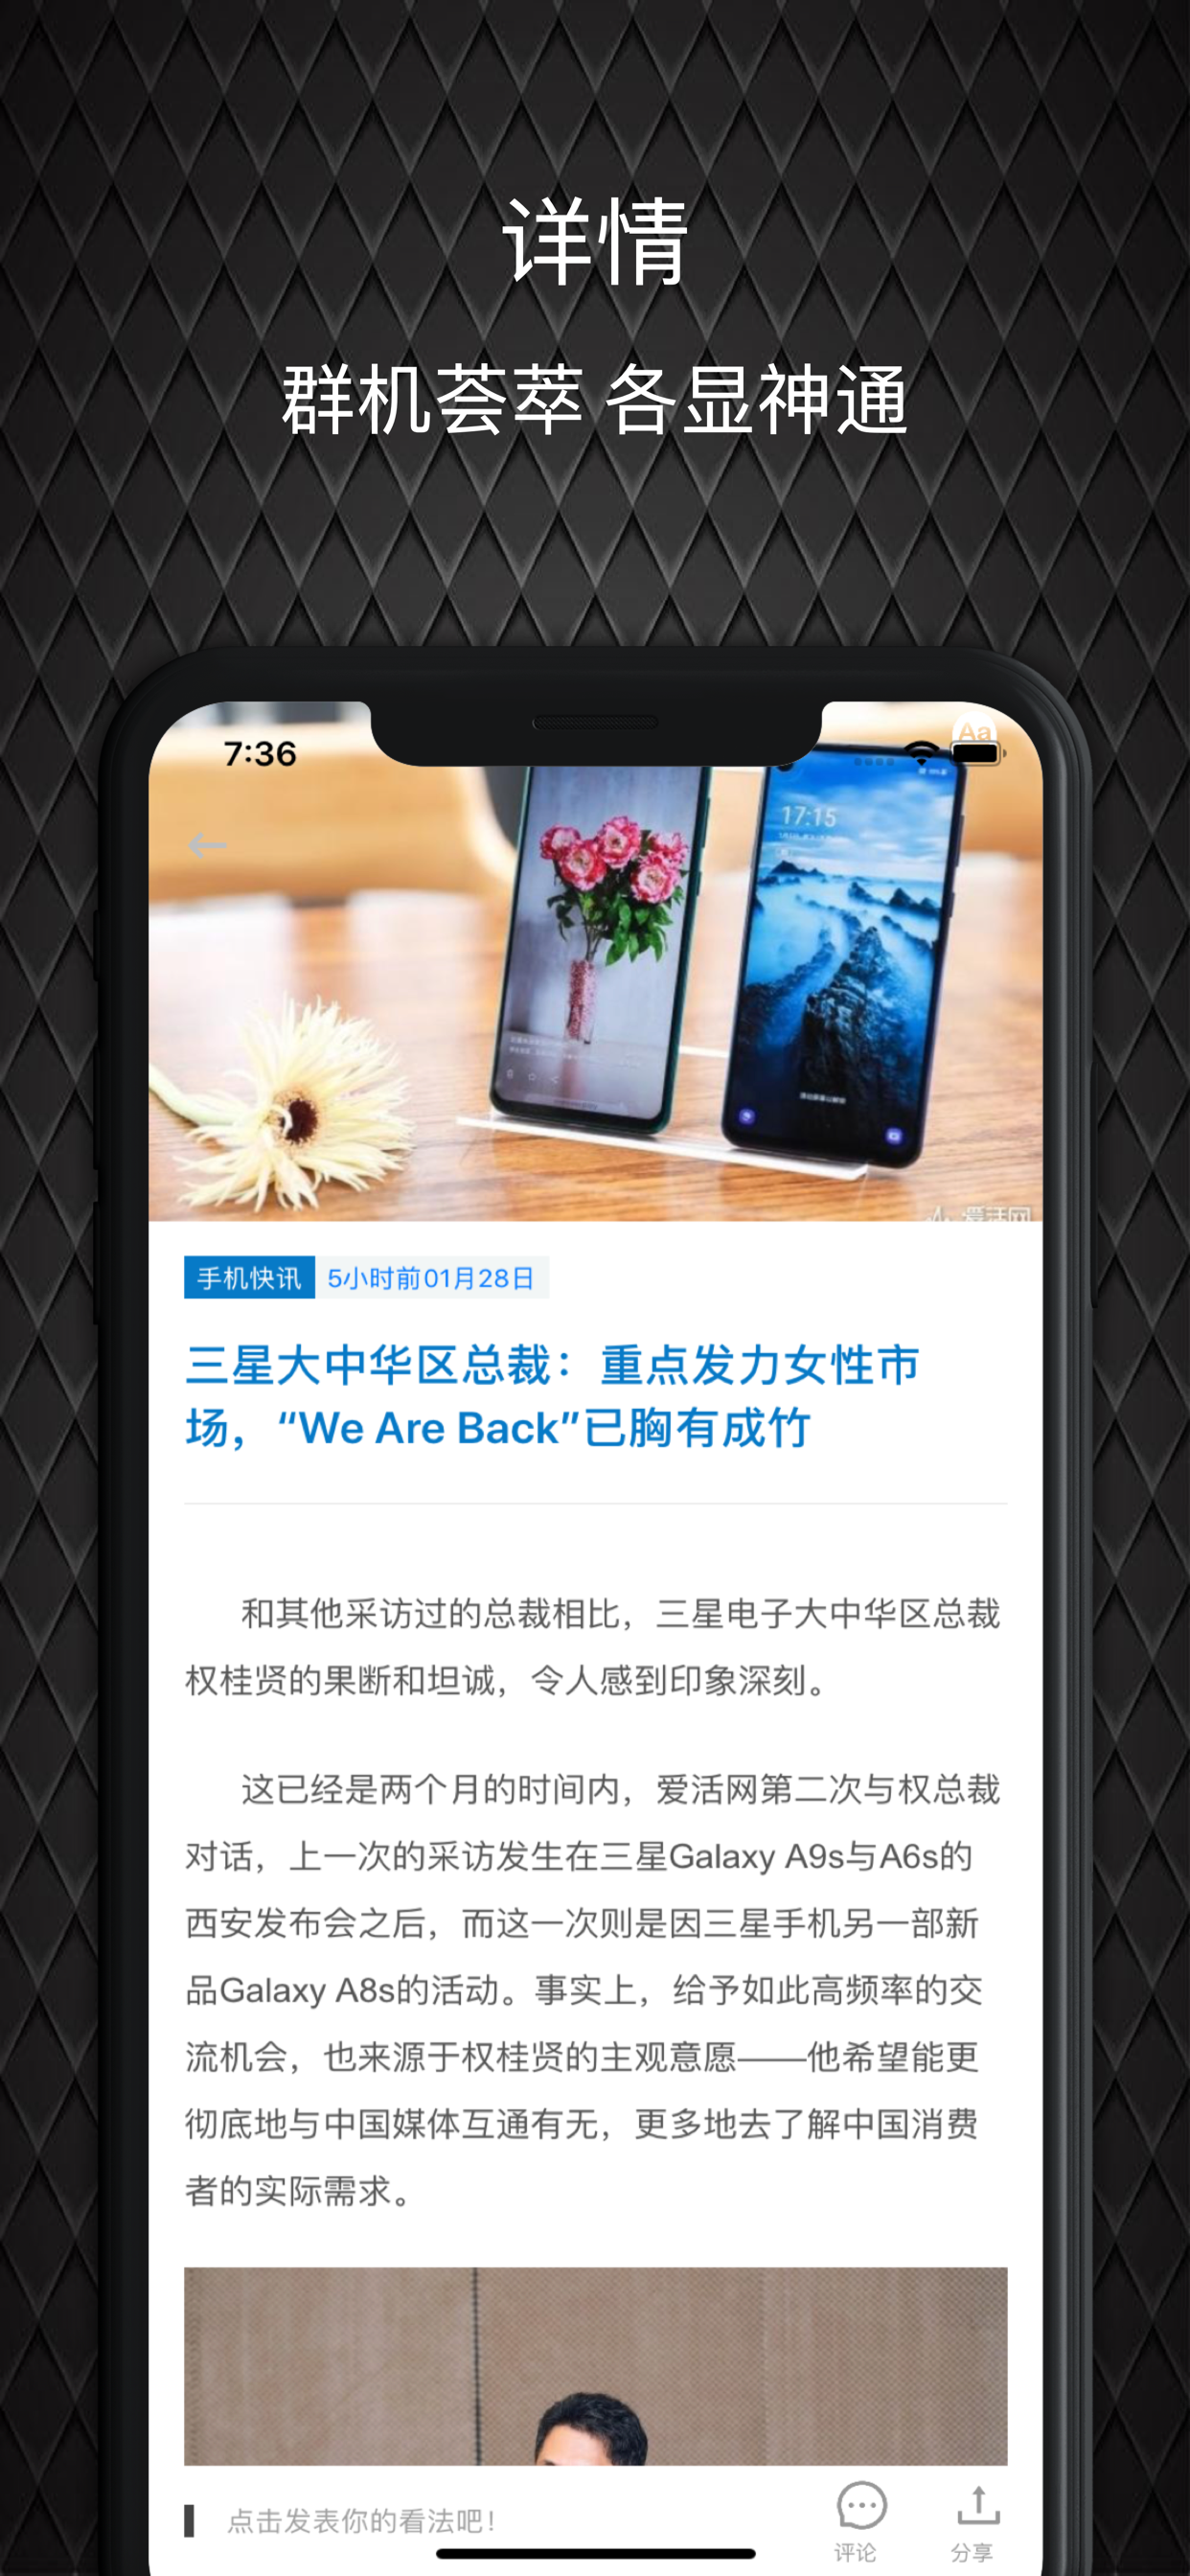 详情
群机荟萃 各显神通
7:36
Aa
17:15
爱活网
手机快讯 5小时前01月28日
三星大中华区总裁：重点发力女性市
场，“We Are Back”已胸有成竹
和其他采访过的总裁相比，三星电子大中华区总裁
权桂贤的果断和坦诚，令人感到印象深刻。
这已经是两个月的时间内，爱活网第二次与权总裁
对话，上一次的采访发生在三星Galaxy A9s与A6s的
西安发布会之后，而这一次则是因三星手机另一部新
品Galaxy A8s的活动。事实上，给予如此高频率的交
流机会，也来源于权桂贤的主观意愿——他希望能更
彻底地与中国媒体互通有无，更多地去了解中国消费
者的实际需求。
点击发表你的看法吧！
评论 分享